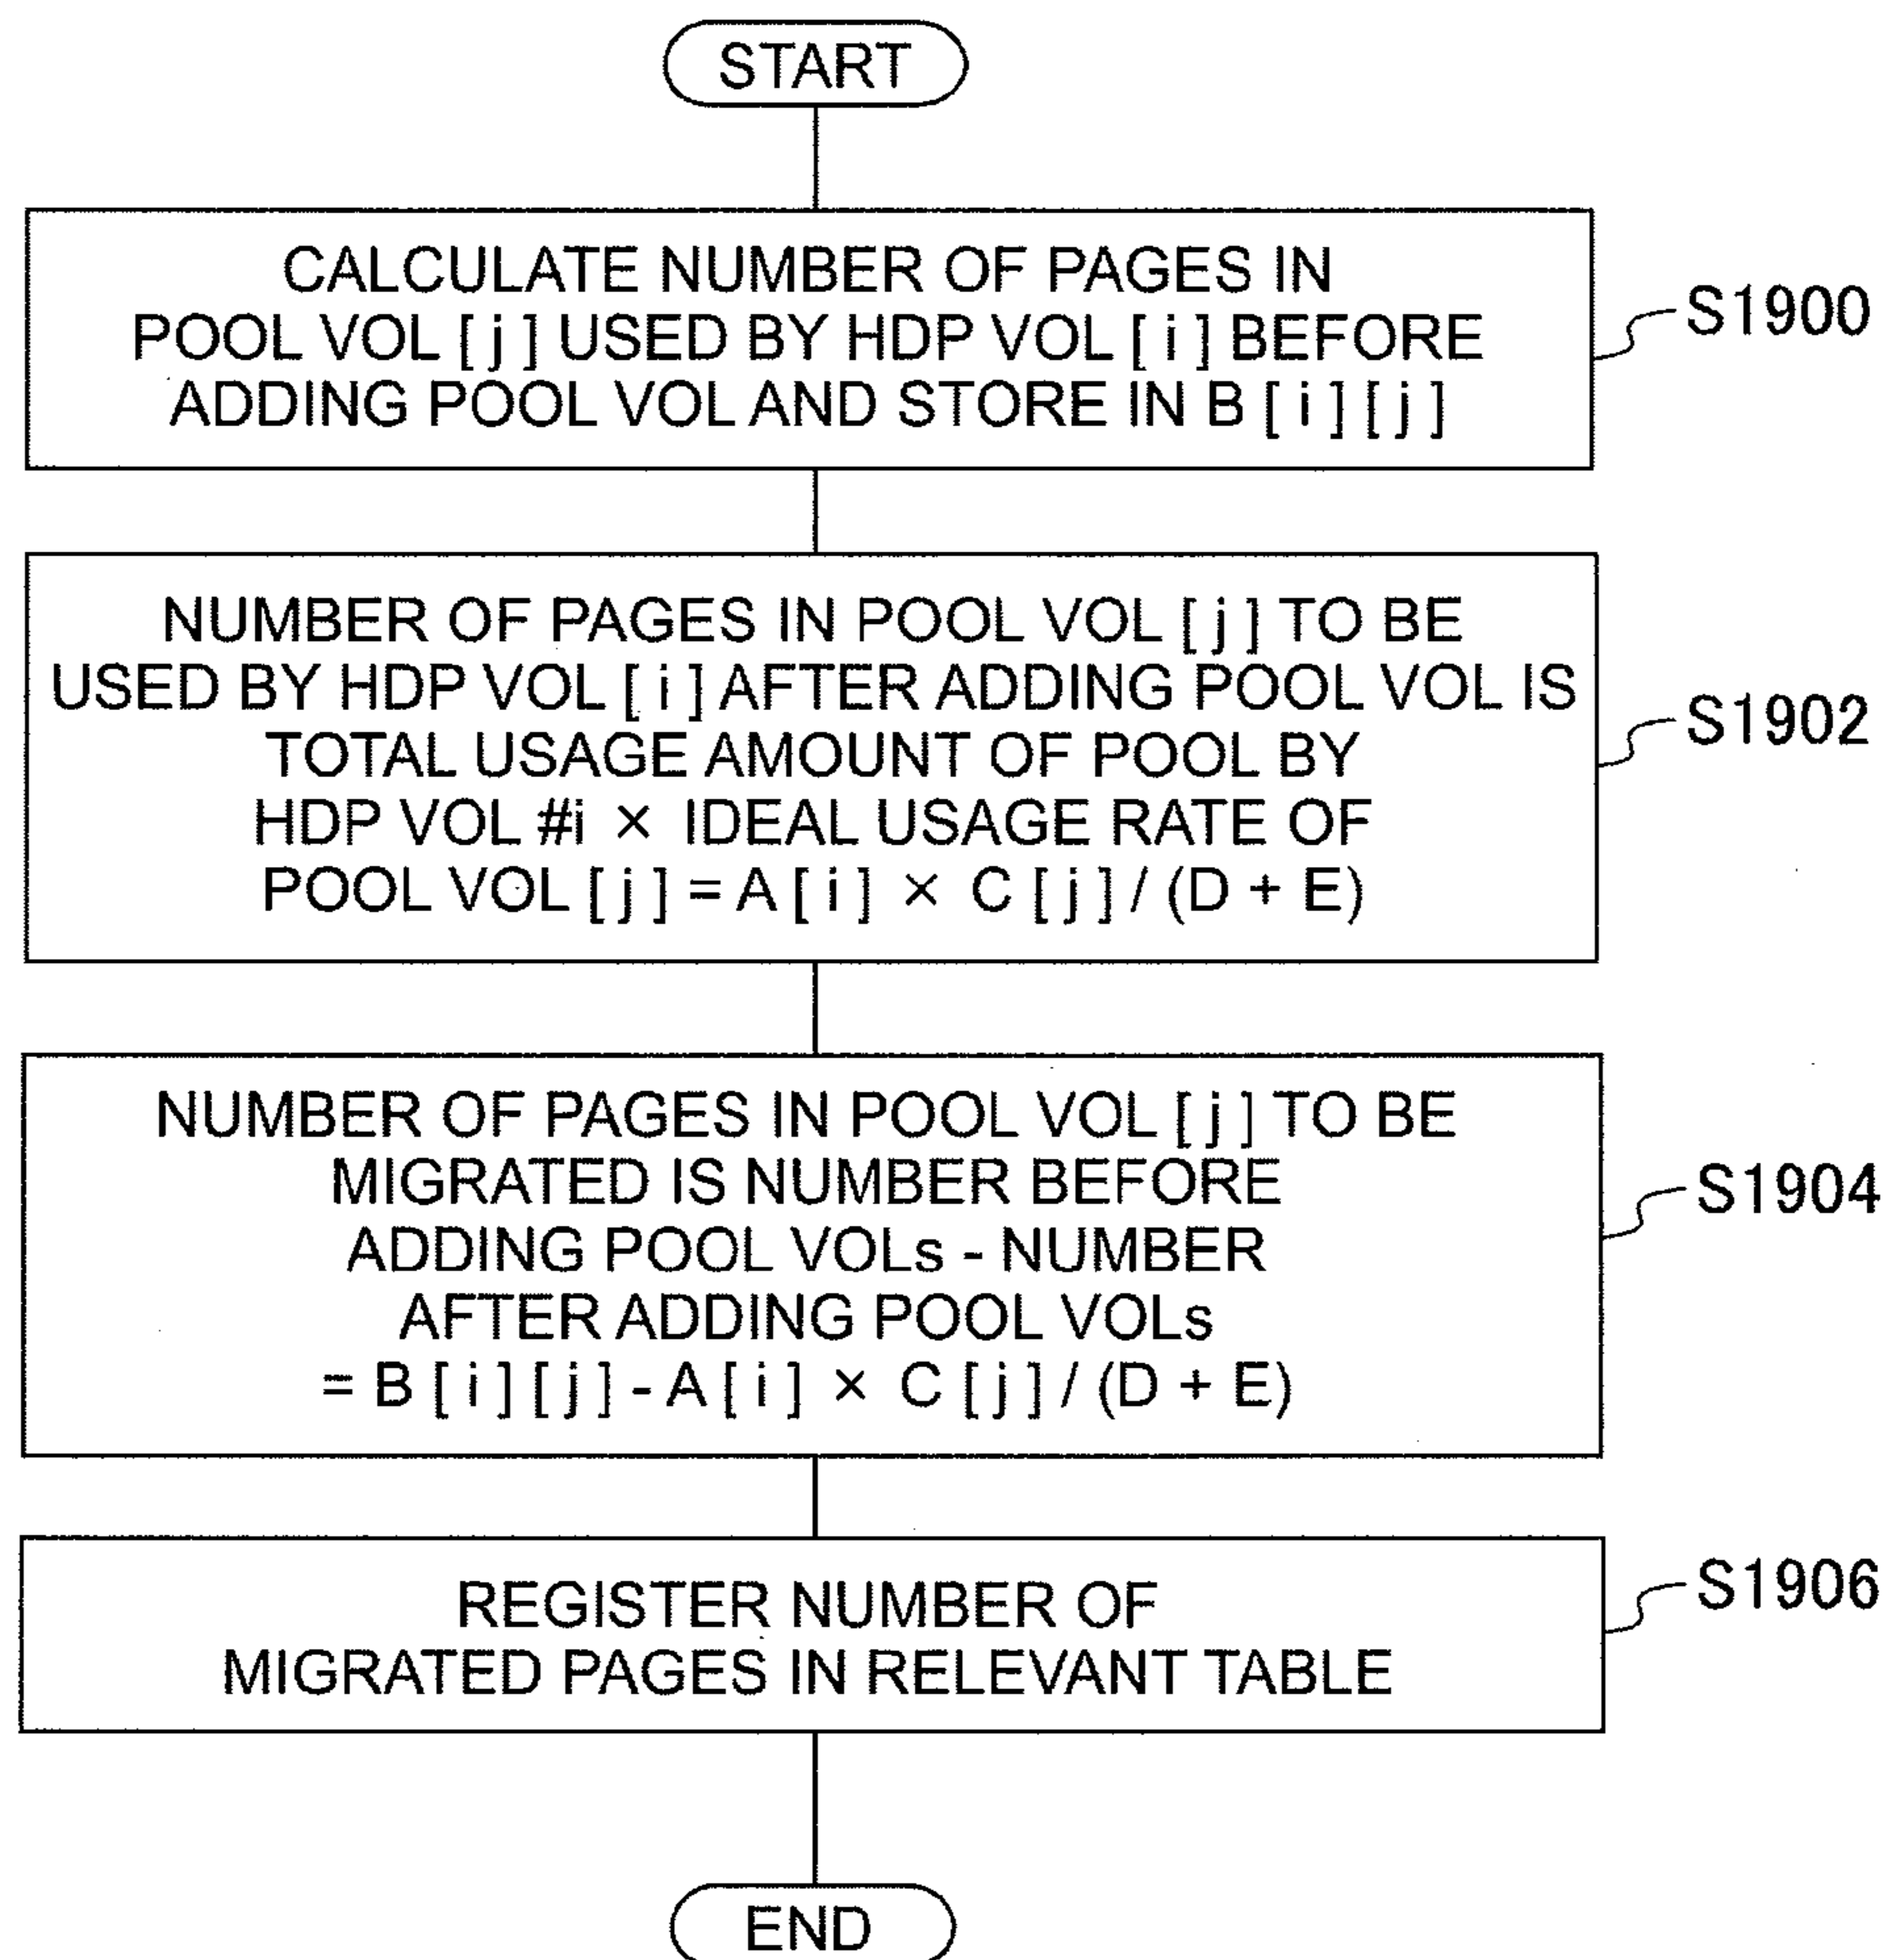 START
CALCULATE NUMBER OF PAGES IN
POOL VOL [ j ] USED BY HDP VOL [ i ] BEFORE
ADDING POOL VOL AND STORE IN B [ i ] [ j ]
S1900
NUMBER OF PAGES IN POOL VOL [ j ] TO BE
USED BY HDP VOL [ i ] AFTER ADDING POOL VOL IS
TOTAL USAGE AMOUNT OF POOL BY
HDP VOL #i × IDEAL USAGE RATE OF
POOL VOL [ j ] = A [ i ] × C [ j ] / (D + E)
S1902
NUMBER OF PAGES IN POOL VOL [ j ] TO BE
MIGRATED IS NUMBER BEFORE
ADDING POOL VOLs - NUMBER
AFTER ADDING POOL VOLs
= B [ i ] [ j ] - A [ i ] × C [ j ] / (D + E)
S1904
REGISTER NUMBER OF
MIGRATED PAGES IN RELEVANT TABLE
S1906
END